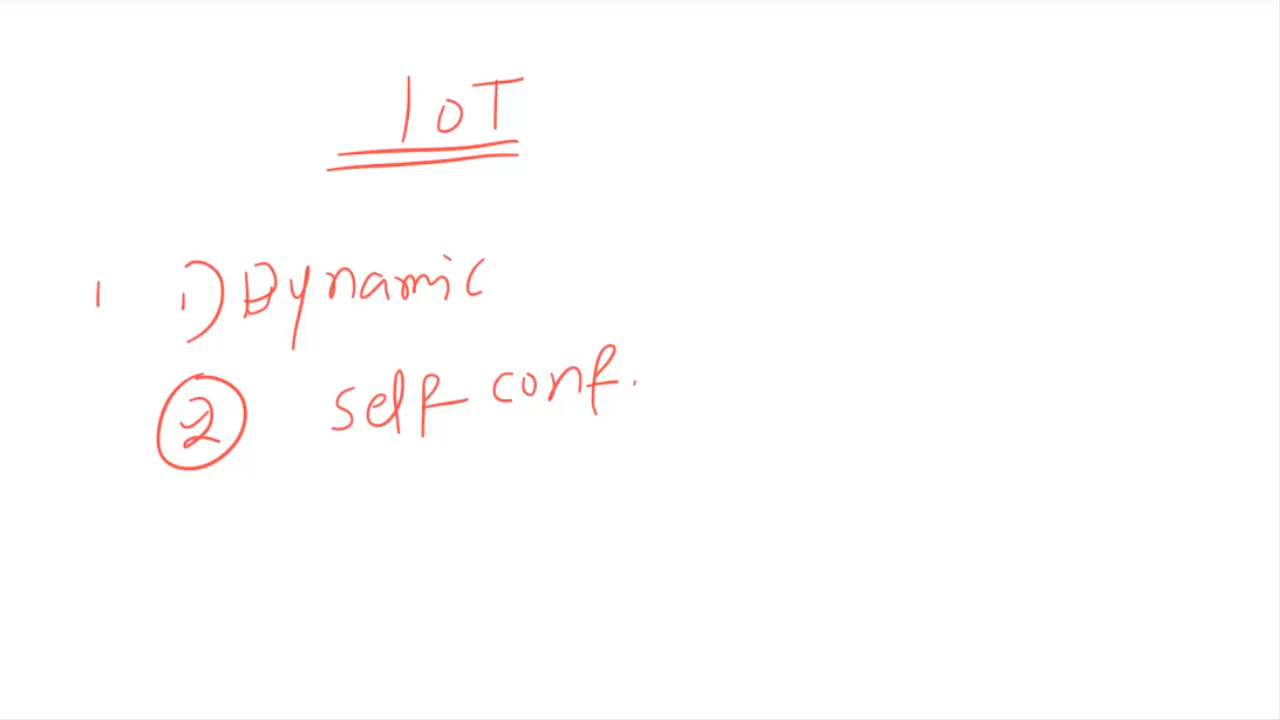 IoT
1) Dynamic
2 self conf.